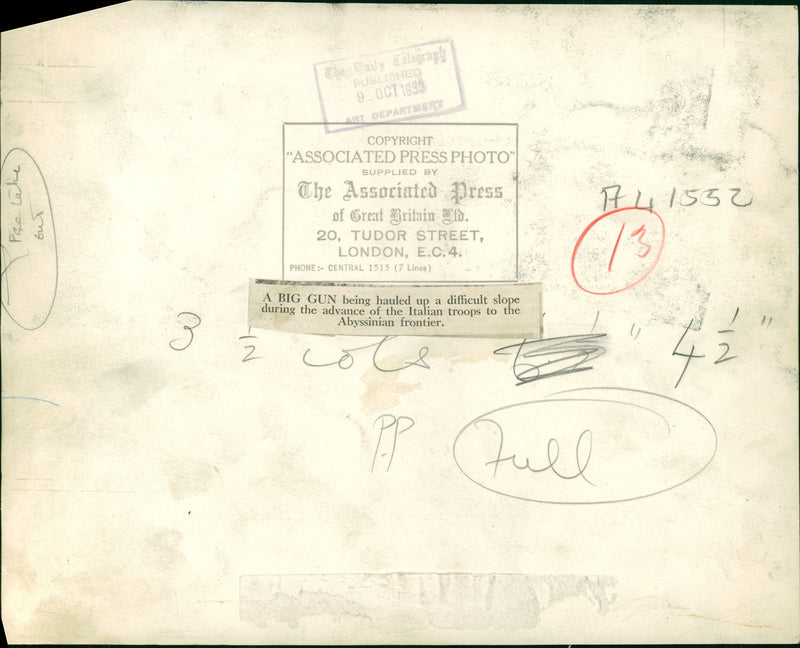 The Daily Telegraph
PUBLISHED
9 OCT 1935
ART DEPARTMENT
COPYRIGHT
"ASSOCIATED PRESS PHOTO"
SUPPLIED BY
The Associated Press
of Great Britain Ltd.
20, TUDOR STREET,
LONDON, E.C.4.
PHONE:- CENTRAL 1515 (7 Lines)
A41552
13
out
A BIG GUN being hauled up a difficult slope
during the advance of the Italian troops to the
Abyssinian frontier.
3 1/2 cols 4 1/2"
PP
Full